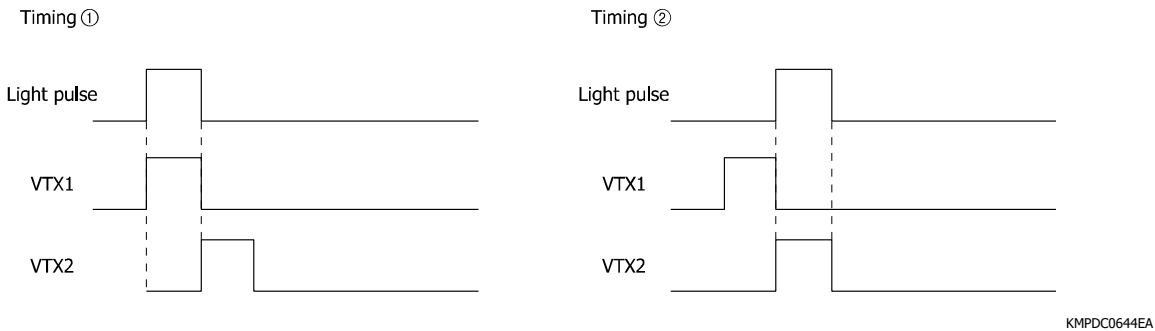 Timing ①
Light pulse
VTX1
VTX2
Timing ②
Light pulse
VTX1
VTX2
KMPDC0644EA